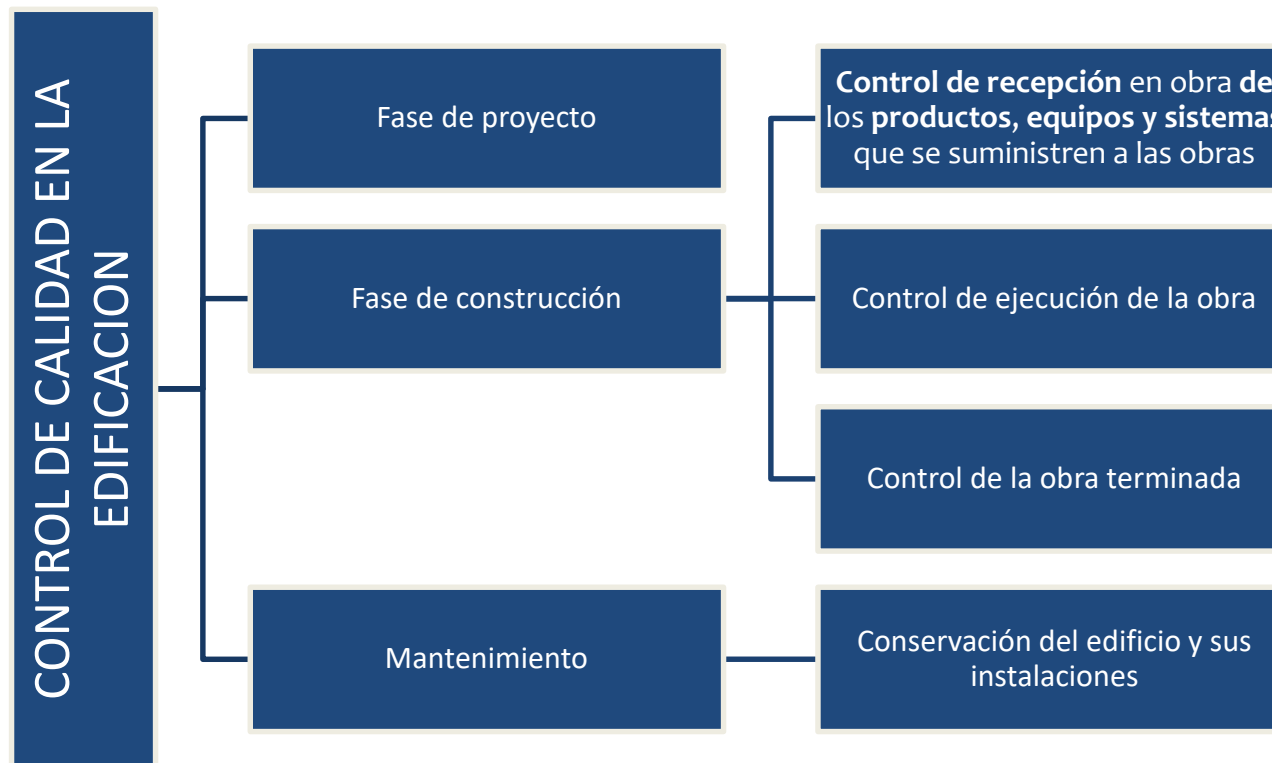 CONTROL DE CALIDAD EN LA
EDIFICACION
Fase de proyecto
Control de recepción en obra de
los productos, equipos y sistemas
que se suministren a las obras
Fase de construcción
Control de ejecución de la obra
Control de la obra terminada
Mantenimiento
Conservación del edificio y sus
instalaciones